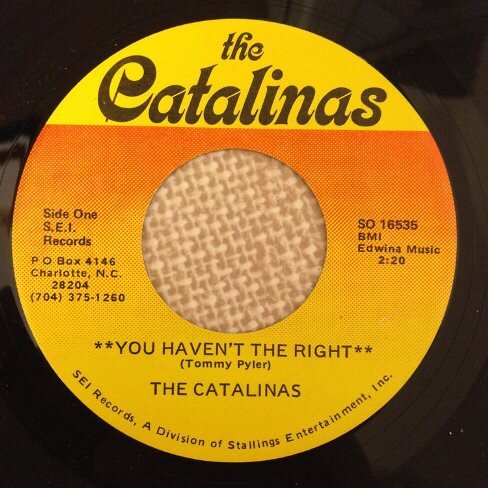 the
Catalinas
Side One
S.E.I.
Records
P O Box 4146
Charlotte, N.C.
28204
(704) 375-1260
SO 16535
BMI
Edwina Music
2:20
**YOU HAVEN'T THE RIGHT**
(Tommy Pyler)
THE CATALINAS
SEI Records, A Division of Stallings Entertainment, Inc.